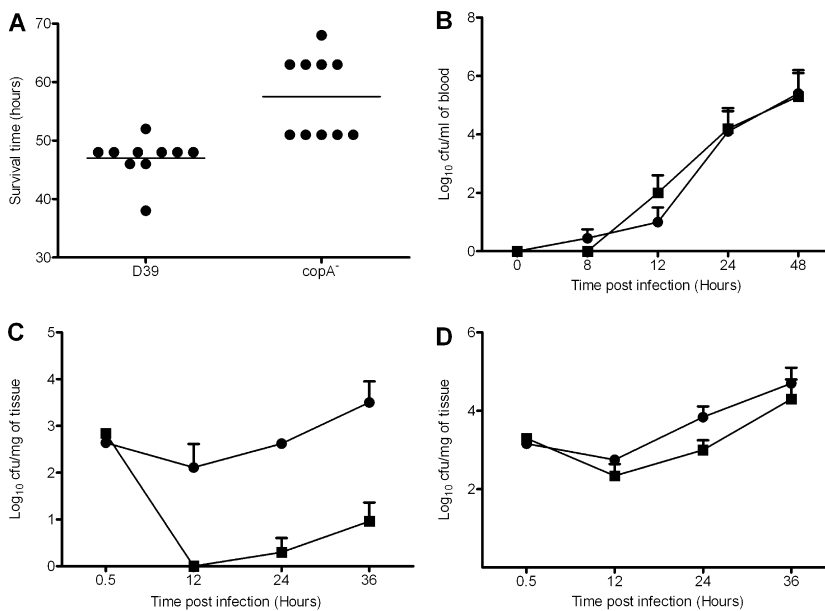 A
Survival time (hours)
70
60
50
40
30
D39
copA⁻
B
Log₁₀ cfu/ml of blood
8
6
4
2
0
0 8 12 24 48
Time post infection (Hours)
C
Log₁₀ cfu/mg of tissue
5
4
3
2
1
0
0.5 12 24 36
Time post infection (Hours)
D
Log₁₀ cfu/mg of tissue
6
4
2
0.5 12 24 36
Time post infection (Hours)